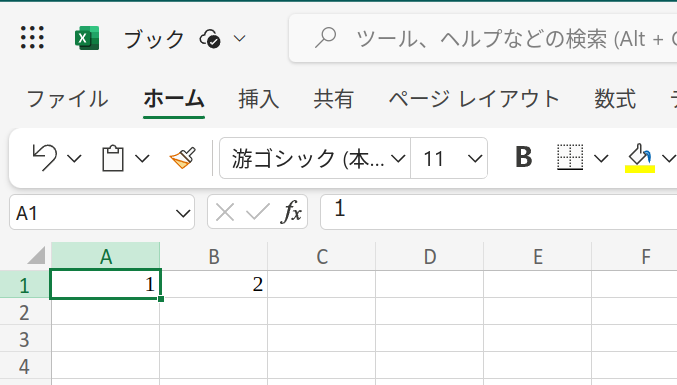 ブック
ツール、ヘルプなどの検索 (Alt +
ファイル ホーム 挿入 共有 ページ レイアウト 数式
游ゴシック (本... 11 B
A1 fx 1
A B C D E F
1 1 2
2
3
4